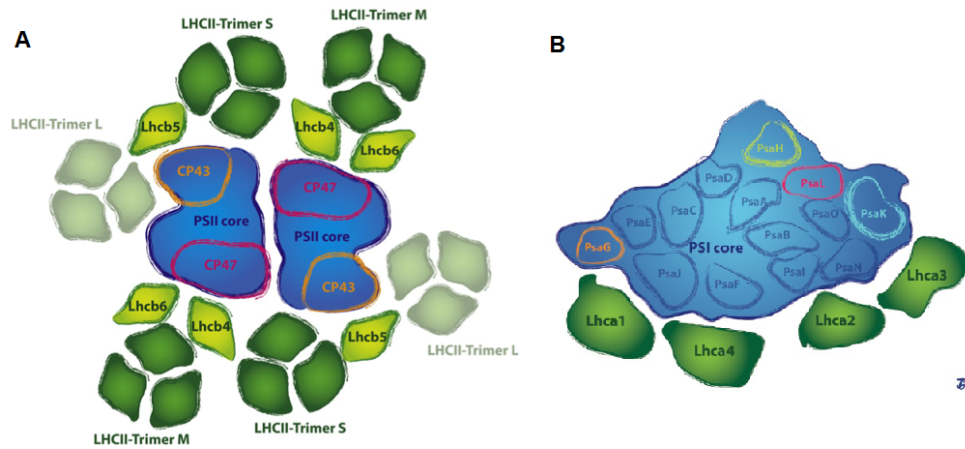 A
LHCII-Trimer S
LHCII-Trimer M
LHCII-Trimer L
Lhcb5
Lhcb4
Lhcb6
CP43
CP47
PSII core
PSII core
CP47
CP43
Lhcb6
Lhcb4
Lhcb5
LHCII-Trimer L
LHCII-Trimer M
LHCII-Trimer S
B
PsaH
PsaD
PsaL
PsaA
PsaK
PsaE
PsaC
PsaO
PsaG
PSI core
PsaB
PsaJ
PsaF
PsaI
PsaN
Lhca3
Lhca1
Lhca2
Lhca4